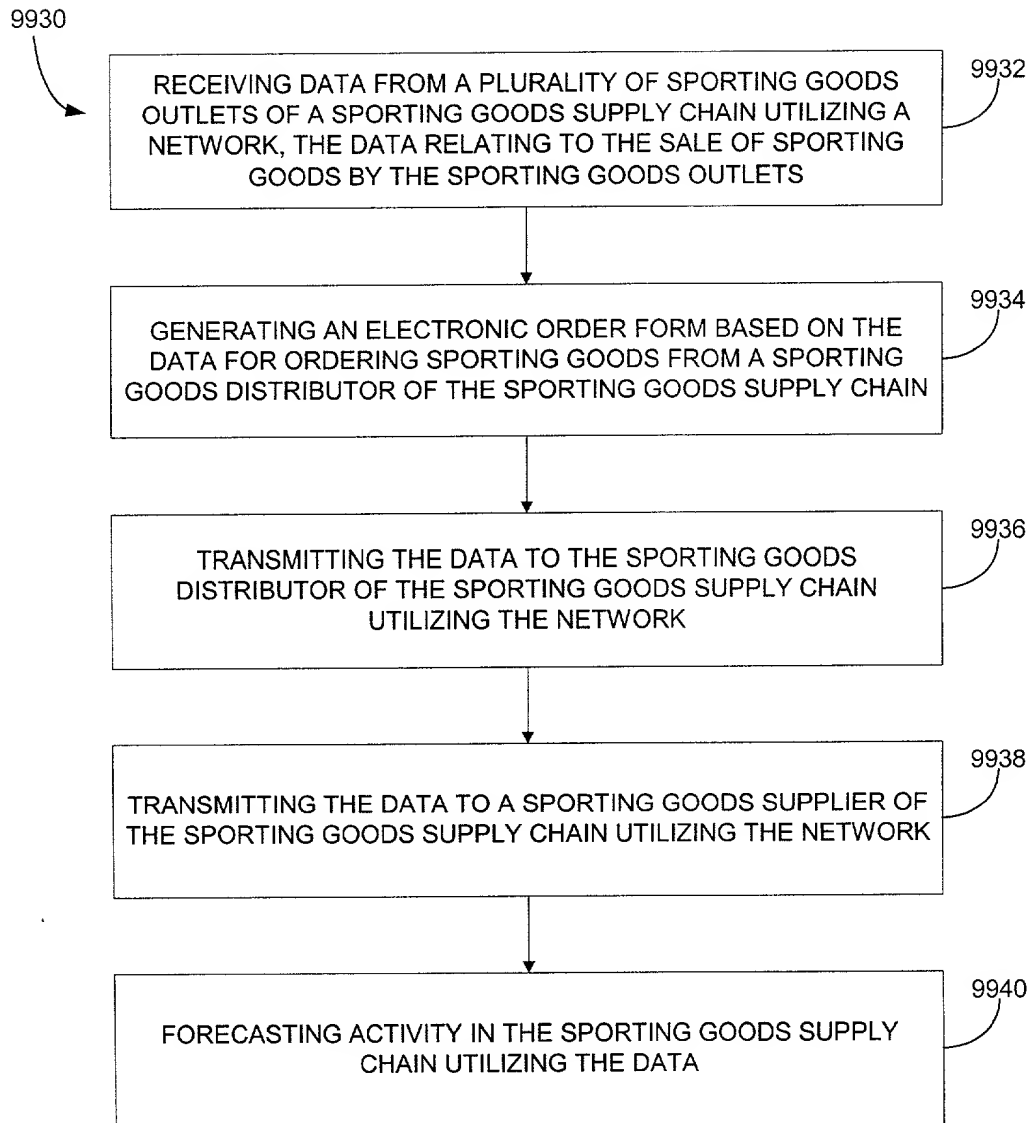 9930
RECEIVING DATA FROM A PLURALITY OF SPORTING GOODS
OUTLETS OF A SPORTING GOODS SUPPLY CHAIN UTILIZING A
NETWORK, THE DATA RELATING TO THE SALE OF SPORTING
GOODS BY THE SPORTING GOODS OUTLETS
9932
GENERATING AN ELECTRONIC ORDER FORM BASED ON THE
DATA FOR ORDERING SPORTING GOODS FROM A SPORTING
GOODS DISTRIBUTOR OF THE SPORTING GOODS SUPPLY CHAIN
9934
TRANSMITTING THE DATA TO THE SPORTING GOODS
DISTRIBUTOR OF THE SPORTING GOODS SUPPLY CHAIN
UTILIZING THE NETWORK
9936
TRANSMITTING THE DATA TO A SPORTING GOODS SUPPLIER OF
THE SPORTING GOODS SUPPLY CHAIN UTILIZING THE NETWORK
9938
FORECASTING ACTIVITY IN THE SPORTING GOODS SUPPLY
CHAIN UTILIZING THE DATA
9940